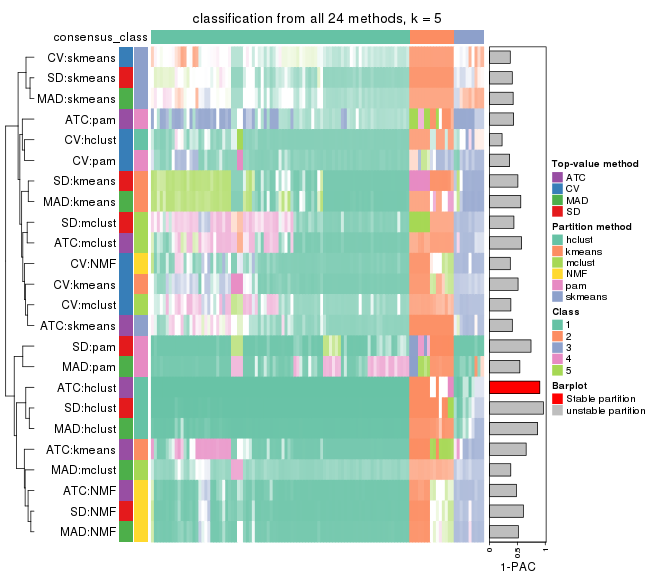 classification from all 24 methods, k = 5
consensus_class
CV:skmeans
SD:skmeans
MAD:skmeans
ATC:pam
CV:hclust
CV:pam
SD:kmeans
MAD:kmeans
SD:mclust
ATC:mclust
CV:NMF
CV:kmeans
CV:mclust
ATC:skmeans
SD:pam
MAD:pam
ATC:hclust
SD:hclust
MAD:hclust
ATC:kmeans
MAD:mclust
ATC:NMF
SD:NMF
MAD:NMF
0
0.5
1
1-PAC
Top-value method
ATC
CV
MAD
SD
Partition method
hclust
kmeans
mclust
NMF
pam
skmeans
Class
1
2
3
4
5
Barplot
Stable partition
unstable partition